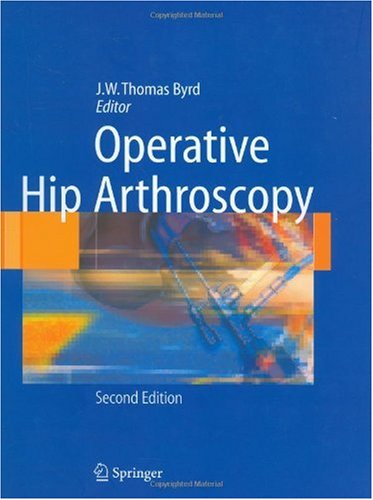 J.W. Thomas Byrd
Editor
Operative
Hip Arthroscopy
Second Edition
Springer